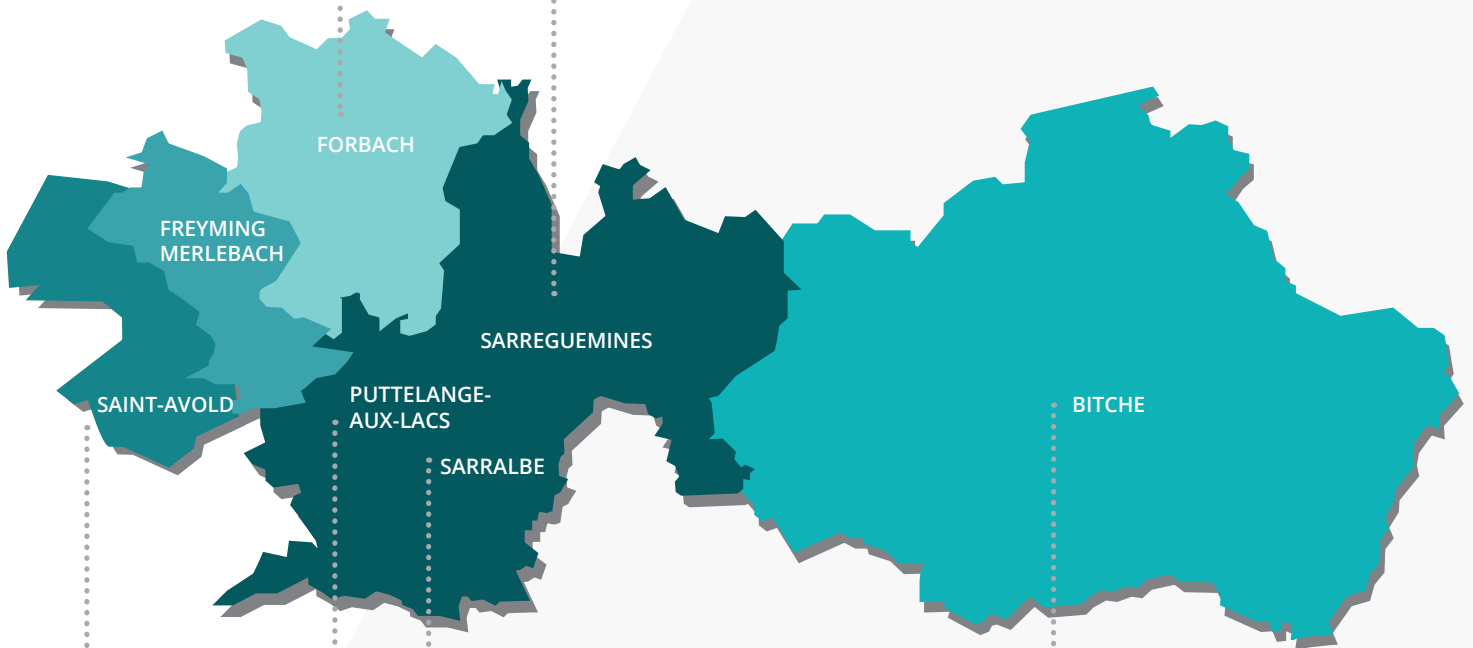 FORBACH
FREYMING
MERLEBACH
SARREGUEMINES
PUTTELANGE-
AUX-LACS
SAINT-AVOLD
BITCHE
SARRALBE